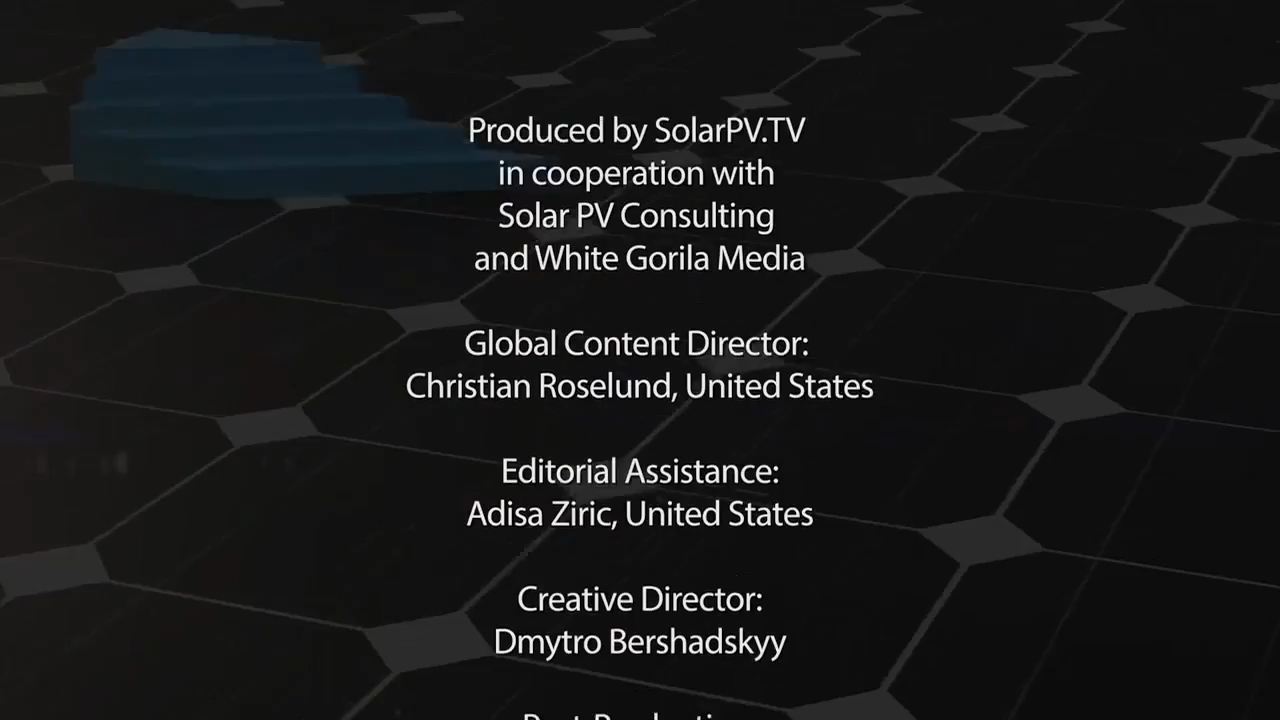 Produced by SolarPV.TV
in cooperation with
Solar PV Consulting
and White Gorila Media
Global Content Director:
Christian Roselund, United States
Editorial Assistance:
Adisa Ziric, United States
Creative Director:
Dmytro Bershadskyy